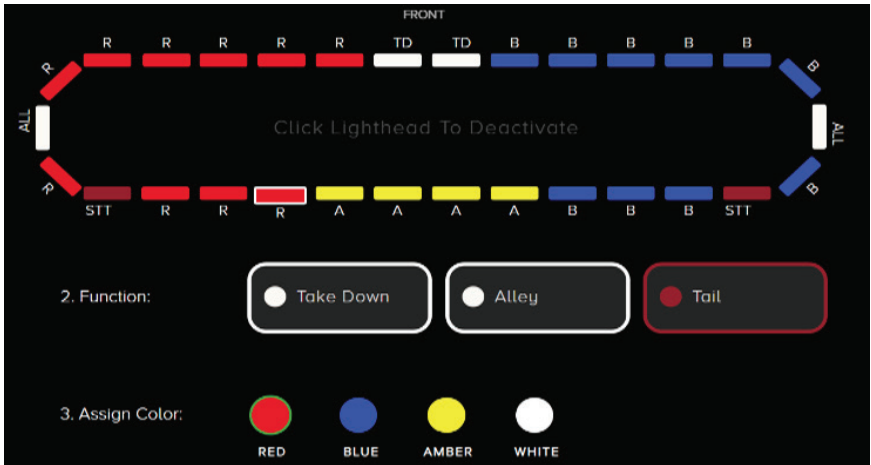 FRONT
R R R R R TD TD B B B B B
R B
ALL Click Lighthead To Deactivate ALL
R B
STT R R R A A A A B B B STT
2. Function: Take Down Alley Tail
3. Assign Color:
RED BLUE AMBER WHITE